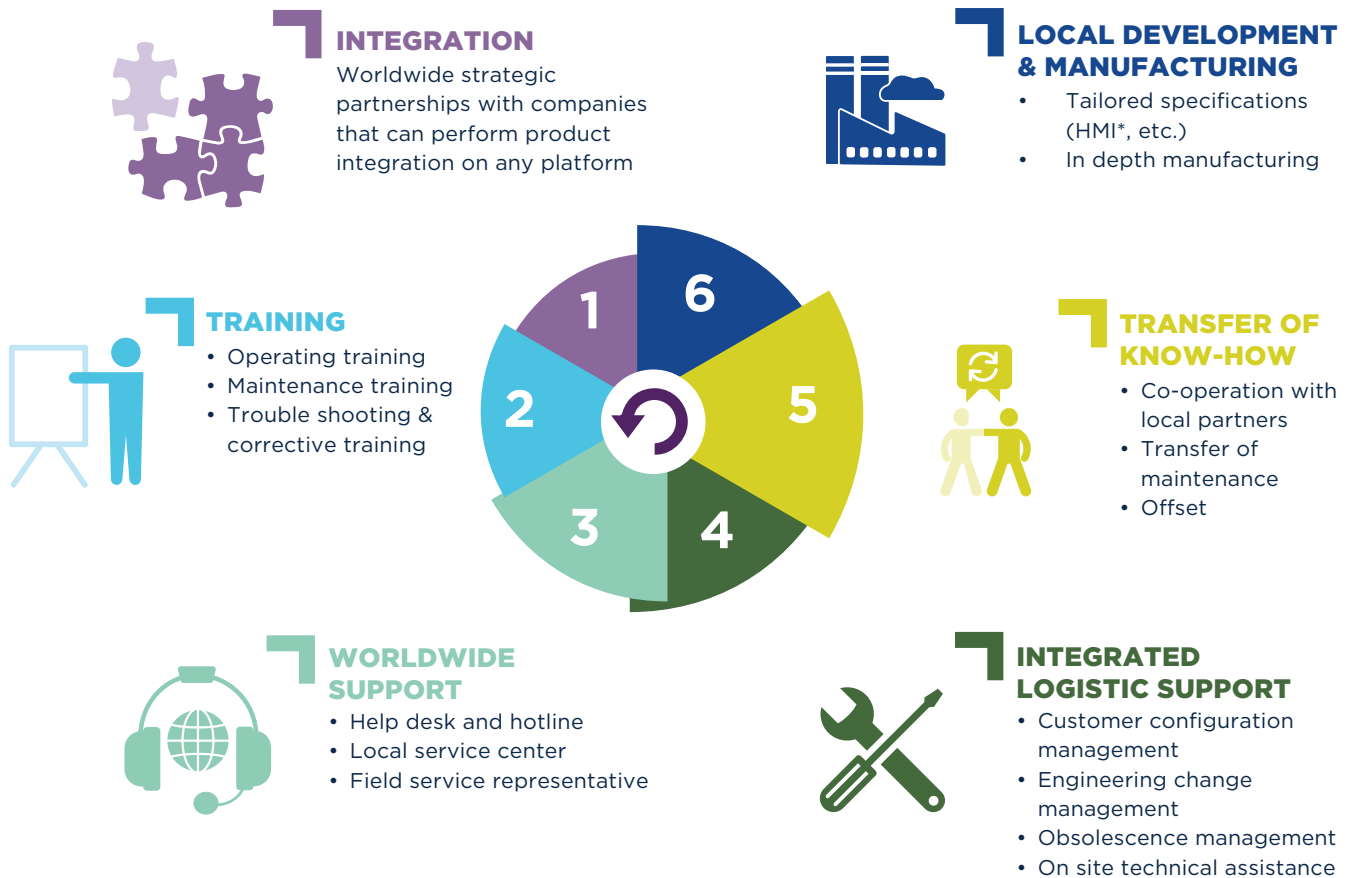 INTEGRATION
Worldwide strategic
partnerships with companies
that can perform product
integration on any platform
LOCAL DEVELOPMENT
& MANUFACTURING
• Tailored specifications
(HMI*, etc.)
• In depth manufacturing
TRAINING
• Operating training
• Maintenance training
• Trouble shooting &
corrective training
1
2
3
4
5
6
TRANSFER OF
KNOW-HOW
• Co-operation with
local partners
• Transfer of
maintenance
• Offset
WORLDWIDE
SUPPORT
• Help desk and hotline
• Local service center
• Field service representative
INTEGRATED
LOGISTIC SUPPORT
• Customer configuration
management
• Engineering change
management
• Obsolescence management
• On site technical assistance